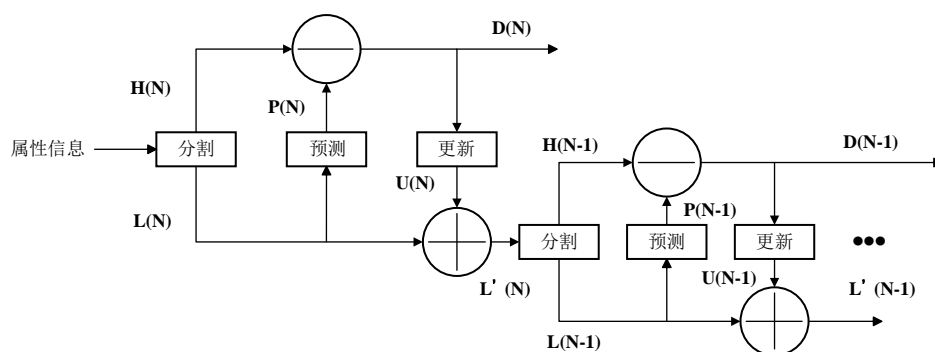 D(N)
H(N)
P(N)
属性信息
分割
预测
更新
H(N-1)
D(N-1)
U(N)
L(N)
P(N-1)
分割
预测
更新
•••
L'(N)
U(N-1)
L'(N-1)
L(N-1)